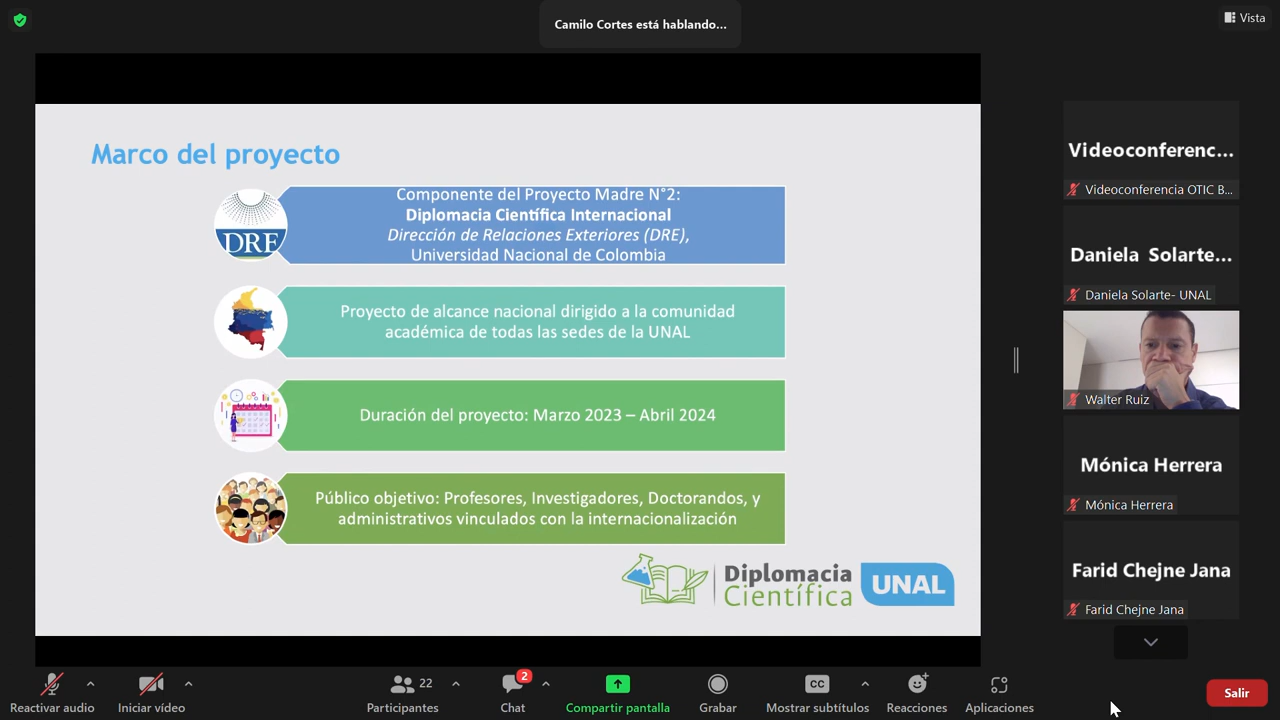 Camilo Cortes está hablando...
Vista
Marco del proyecto
DRE
Componente del Proyecto Madre N°2:
Diplomacia Científica Internacional
Dirección de Relaciones Exteriores (DRE),
Universidad Nacional de Colombia
Proyecto de alcance nacional dirigido a la comunidad
académica de todas las sedes de la UNAL
Duración del proyecto: Marzo 2023 – Abril 2024
Público objetivo: Profesores, Investigadores, Doctorandos, y
administrativos vinculados con la internacionalización
Diplomacia
Científica
UNAL
Videoconferenc...
Videoconferencia OTIC B...
Daniela Solarte...
Daniela Solarte- UNAL
Walter Ruiz
Mónica Herrera
Mónica Herrera
Farid Chejne Jana
Farid Chejne Jana
Reactivar audio
Iniciar vídeo
22
Participantes
2
Chat
Compartir pantalla
Grabar
CC
Mostrar subtítulos
Reacciones
Aplicaciones
Salir